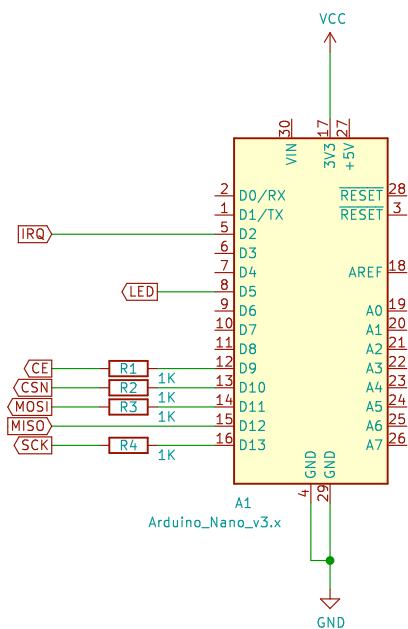 VCC
30 17 27
VIN 3V3 +5V
2 D0/RX RESET 28
1 D1/TX RESET 3
IRQ 5 D2
6 D3
7 D4 AREF 18
LED 8 D5
9 D6 A0 19
10 D7 A1 20
11 D8 A2 21
CE R1 1K 12 D9 A3 22
CSN R2 1K 13 D10 A4 23
MOSI R3 1K 14 D11 A5 24
MISO 15 D12 A6 25
SCK R4 1K 16 D13 A7 26
GND GND
4 29
A1
Arduino_Nano_v3.x
GND